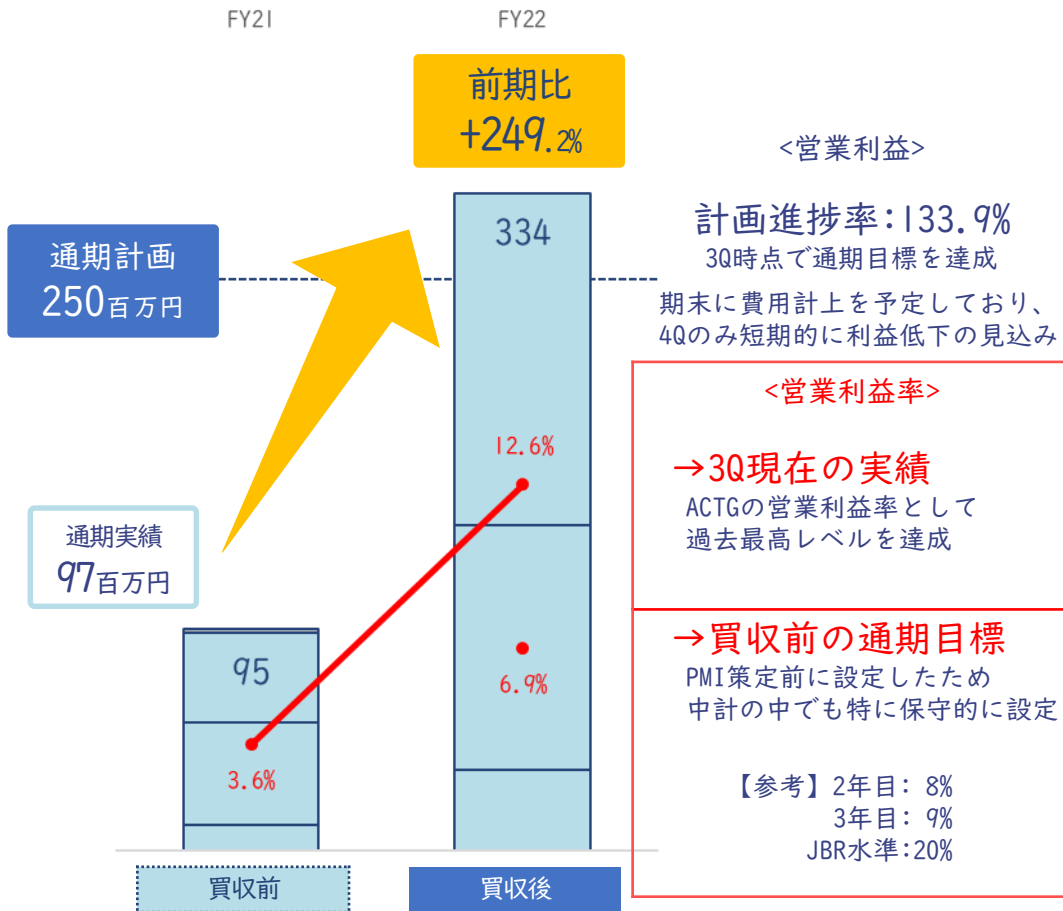 FY21
FY22
前期比
+249.2%
通期計画
250百万円
334
12.6%
6.9%
通期実績
97百万円
95
3.6%
買収前
買収後
<営業利益>
計画進捗率:133.9%
3Q時点で通期目標を達成
期末に費用計上を予定しており、
4Qのみ短期的に利益低下の見込み
<営業利益率>
→3Q現在の実績
ACTGの営業利益率として
過去最高レベルを達成
→買収前の通期目標
PMI策定前に設定したため
中計の中でも特に保守的に設定
【参考】2年目: 8%
3年目: 9%
JBR水準:20%